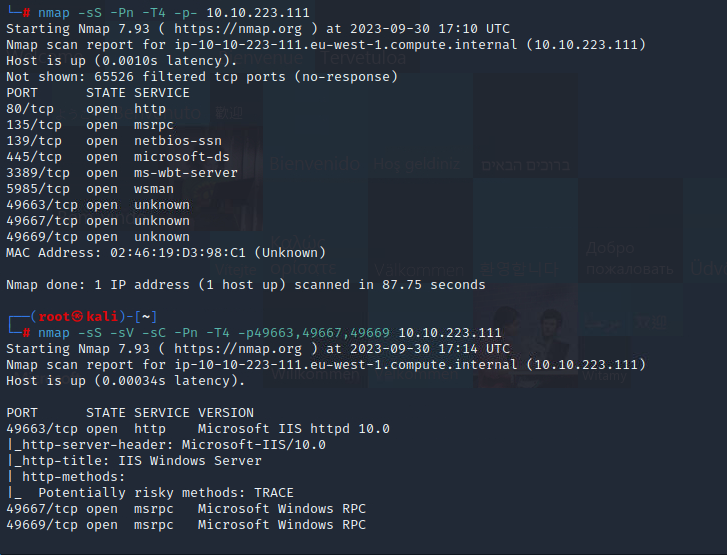 └─# nmap -sS -Pn -T4 -p- 10.10.223.111
Starting Nmap 7.93 ( https://nmap.org ) at 2023-09-30 17:10 UTC
Nmap scan report for ip-10-10-223-111.eu-west-1.compute.internal (10.10.223.111)
Host is up (0.0010s latency).
Not shown: 65526 filtered tcp ports (no-response)
PORT      STATE SERVICE
80/tcp    open  http
135/tcp   open  msrpc
139/tcp   open  netbios-ssn
445/tcp   open  microsoft-ds
3389/tcp  open  ms-wbt-server
5985/tcp  open  wsman
49663/tcp open  unknown
49667/tcp open  unknown
49669/tcp open  unknown
MAC Address: 02:46:19:D3:98:C1 (Unknown)
Nmap done: 1 IP address (1 host up) scanned in 87.75 seconds
┌──(root㉿kali)-[~]
└─# nmap -sS -sV -sC -Pn -T4 -p49663,49667,49669 10.10.223.111
Starting Nmap 7.93 ( https://nmap.org ) at 2023-09-30 17:14 UTC
Nmap scan report for ip-10-10-223-111.eu-west-1.compute.internal (10.10.223.111)
Host is up (0.00034s latency).
PORT      STATE SERVICE VERSION
49663/tcp open  http    Microsoft IIS httpd 10.0
|_http-server-header: Microsoft-IIS/10.0
|_http-title: IIS Windows Server
| http-methods:
|_  Potentially risky methods: TRACE
49667/tcp open  msrpc   Microsoft Windows RPC
49669/tcp open  msrpc   Microsoft Windows RPC
Tervetuloa
Bienvenido
Hoş geldiniz
ברוכים הבאים
Välkommen
Добро
пожаловать
Willkommen